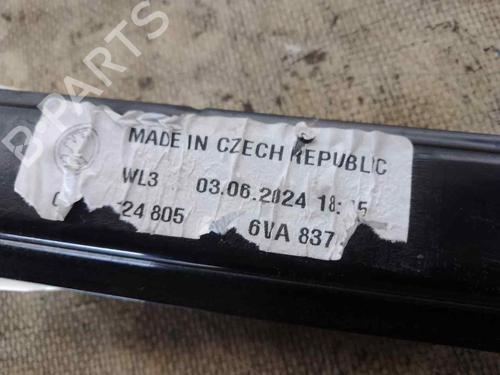 B-PARTS
MADE IN CZECH REPUBLIC
WL3 03.06.2024
24 805 6VA 837